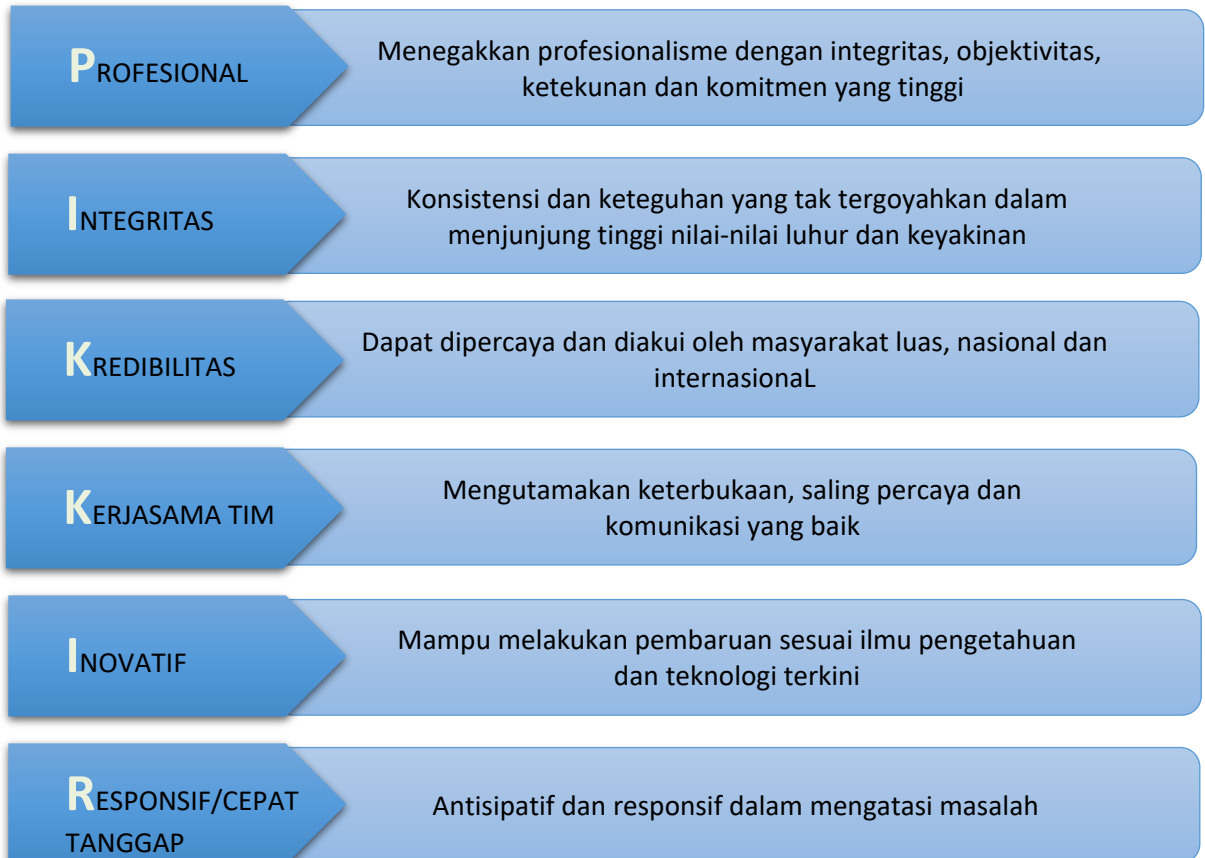 PROFESIONAL
Menegakkan profesionalisme dengan integritas, objektivitas,
ketekunan dan komitmen yang tinggi
INTEGRITAS
Konsistensi dan keteguhan yang tak tergoyahkan dalam
menjunjung tinggi nilai-nilai luhur dan keyakinan
KREDIBILITAS
Dapat dipercaya dan diakui oleh masyarakat luas, nasional dan
internasionaL
KERJASAMA TIM
Mengutamakan keterbukaan, saling percaya dan
komunikasi yang baik
INOVATIF
Mampu melakukan pembaruan sesuai ilmu pengetahuan
dan teknologi terkini
RESPONSIF/CEPAT
TANGGAP
Antisipatif dan responsif dalam mengatasi masalah